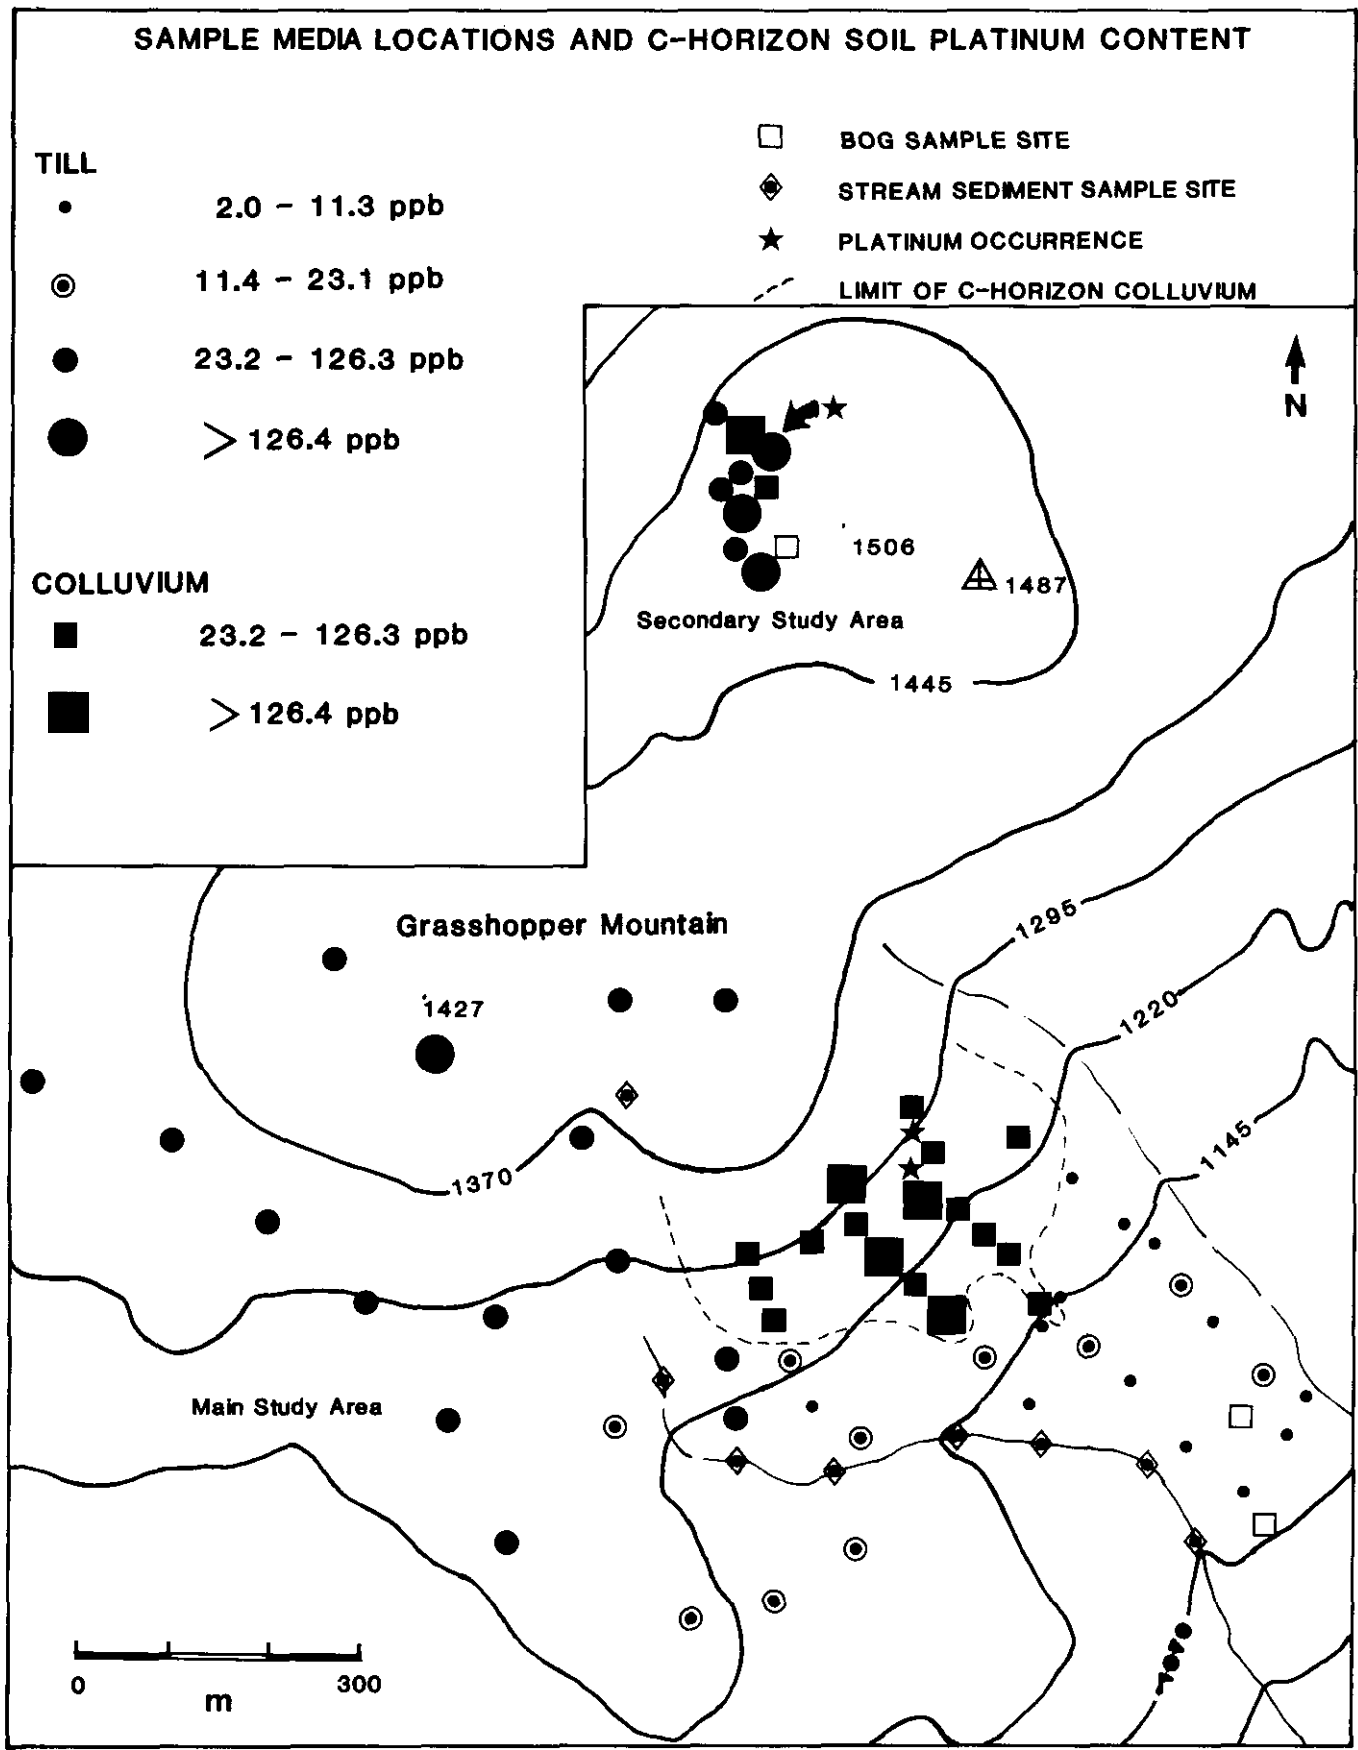 SAMPLE MEDIA LOCATIONS AND C-HORIZON SOIL PLATINUM CONTENT
TILL
2.0 - 11.3 ppb
11.4 - 23.1 ppb
23.2 - 126.3 ppb
> 126.4 ppb
COLLUVIUM
23.2 - 126.3 ppb
> 126.4 ppb
BOG SAMPLE SITE
STREAM SEDIMENT SAMPLE SITE
PLATINUM OCCURRENCE
LIMIT OF C-HORIZON COLLUVIUM
N
1506
1487
Secondary Study Area
1445
Grasshopper Mountain
1427
1295
1220
1145
1370
Main Study Area
0 300
m